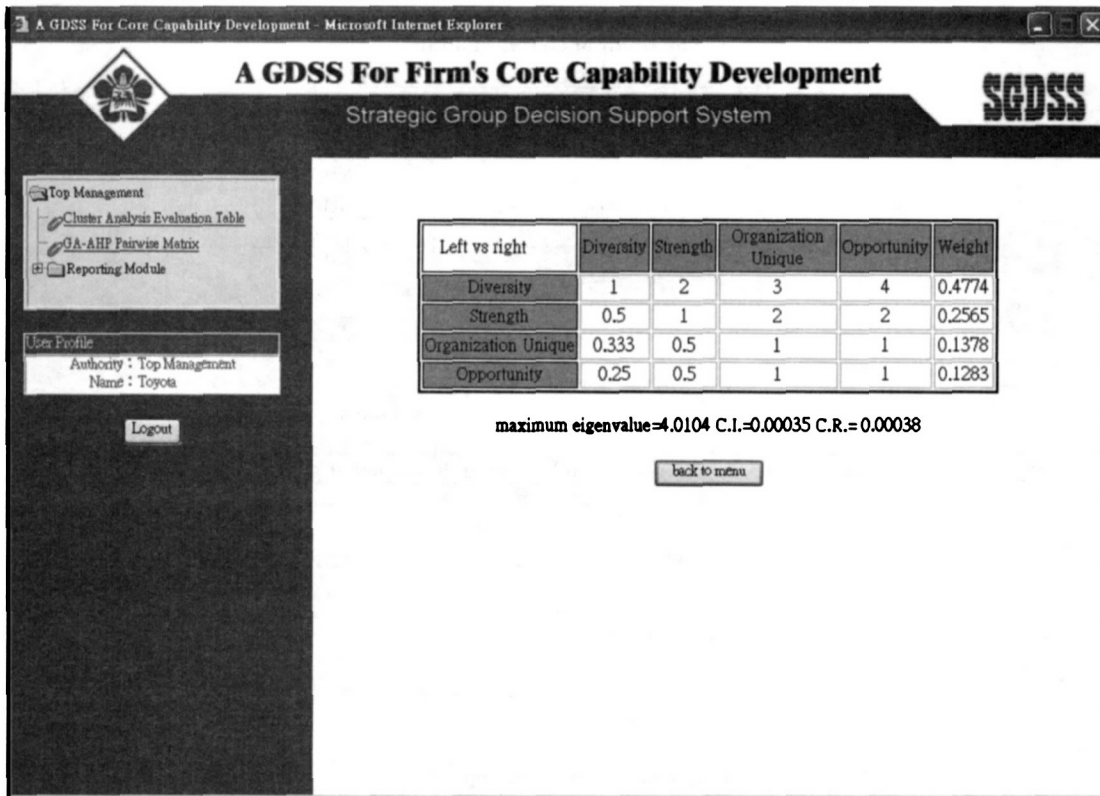 A GDSS For Core Capability Development - Microsoft Internet Explorer
A GDSS For Firm's Core Capability Development
SGDSS
Strategic Group Decision Support System
Top Management
Cluster Analysis Evaluation Table
GA-AHP Pairwise Matrix
Reporting Module
User Profile
Authority : Top Management
Name : Toyota
Logout
Left vs right Diversity Strength Organization Unique Opportunity Weight
Diversity 1 2 3 4 0.4774
Strength 0.5 1 2 2 0.2565
Organization Unique 0.333 0.5 1 1 0.1378
Opportunity 0.25 0.5 1 1 0.1283
maximum eigenvalue=4.0104 C.I.=0.00035 C.R.= 0.00038
back to menu